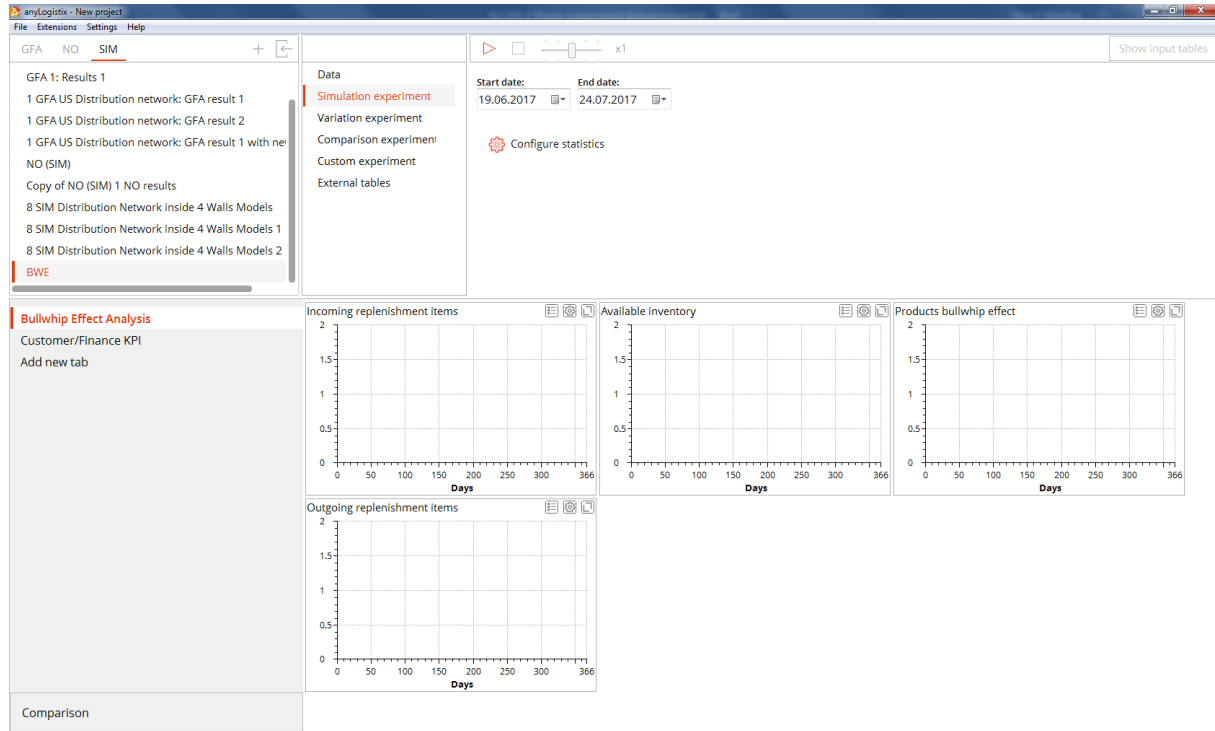 anyLogistix - New project
File Extensions Settings Help
GFA NO SIM
x1
Show input tables
GFA 1: Results 1
1 GFA US Distribution network: GFA result 1
1 GFA US Distribution network: GFA result 2
1 GFA US Distribution network: GFA result 1 with ne
NO (SIM)
Copy of NO (SIM) 1 NO results
8 SIM Distribution Network inside 4 Walls Models
8 SIM Distribution Network inside 4 Walls Models 1
8 SIM Distribution Network inside 4 Walls Models 2
BWE
Data
Simulation experiment
Variation experiment
Comparison experiment
Custom experiment
External tables
Start date: End date:
19.06.2017 24.07.2017
Configure statistics
Bullwhip Effect Analysis
Customer/Finance KPI
Add new tab
Comparison
Incoming replenishment items
2
1.5
1
0.5
0
0 50 100 150 200 250 300 366
Days
Available inventory
2
1.5
1
0.5
0
0 50 100 150 200 250 300 366
Days
Products bullwhip effect
2
1.5
1
0.5
0
0 50 100 150 200 250 300 366
Days
Outgoing replenishment items
2
1.5
1
0.5
0
0 50 100 150 200 250 300 366
Days